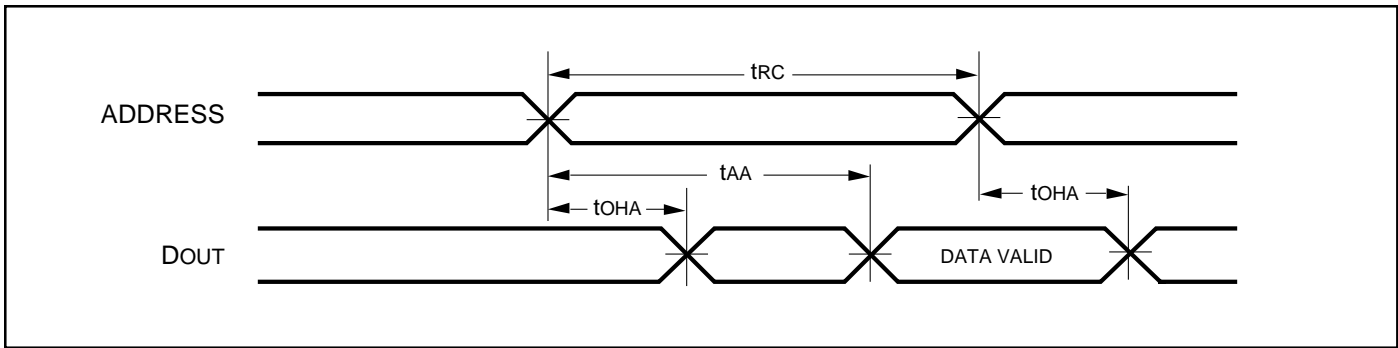 tRC
ADDRESS
tAA
tOHA
tOHA
DOUT
DATA VALID